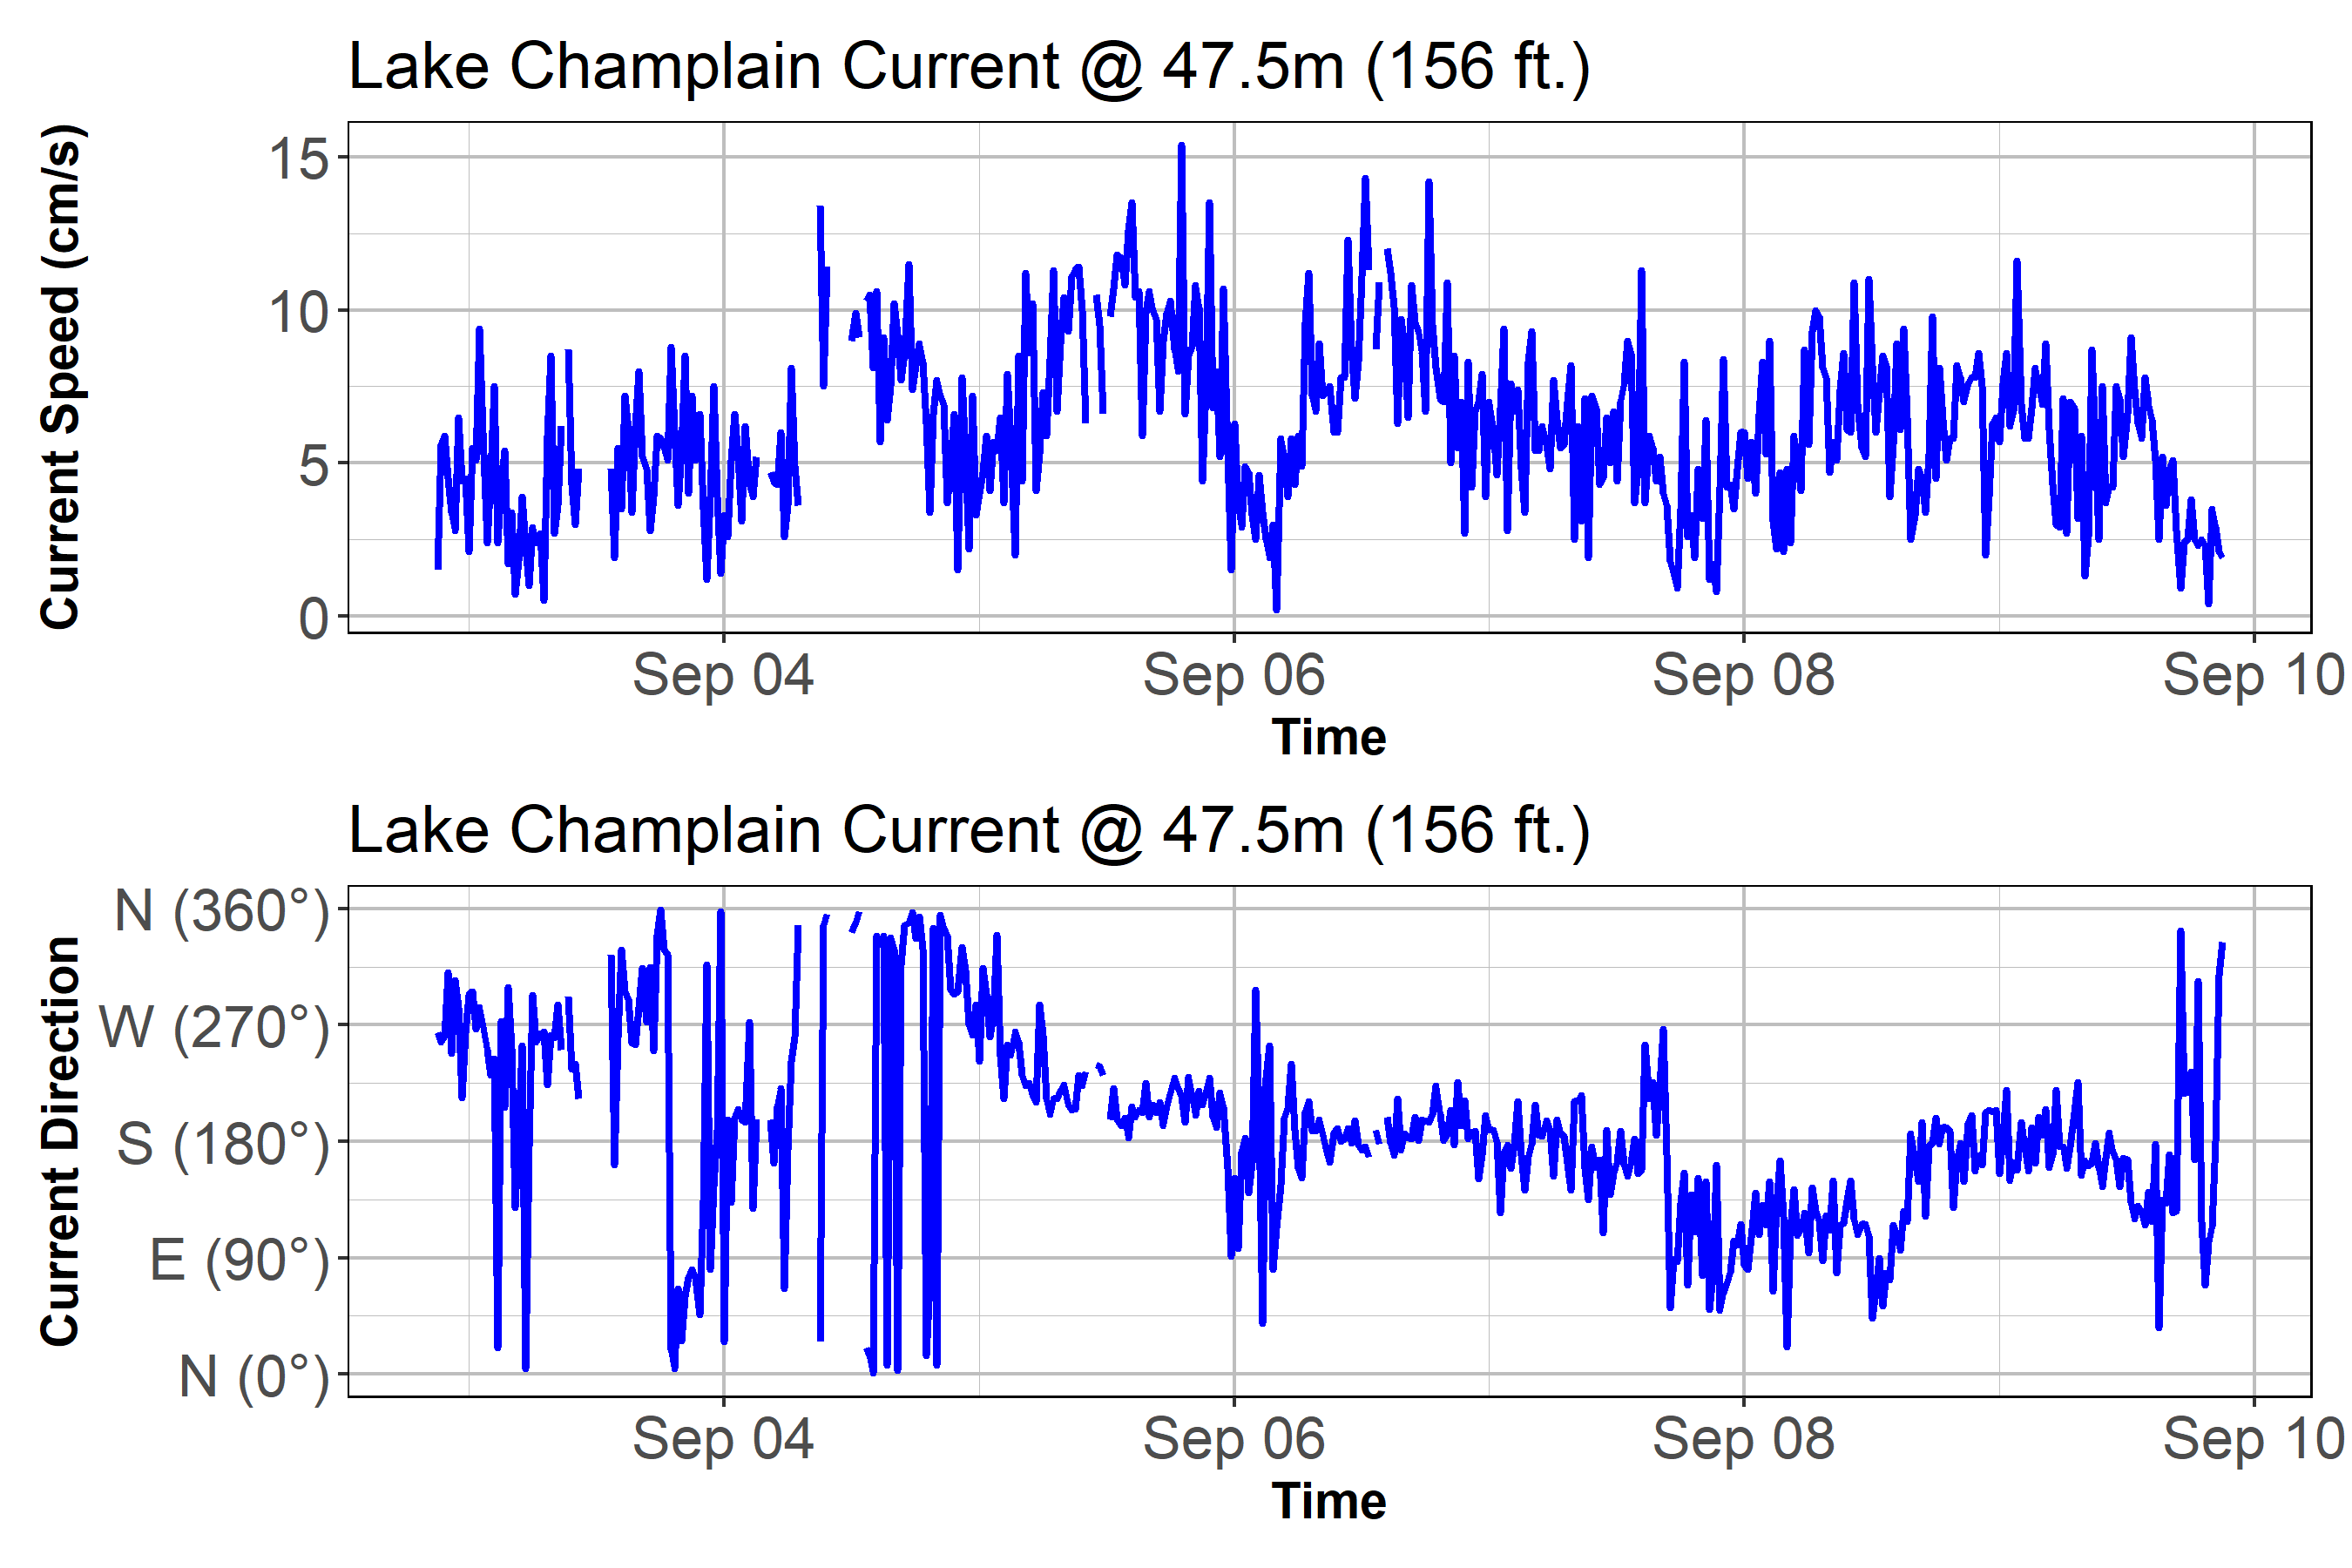 Lake Champlain Current @ 47.5m (156 ft.)
Current Speed (cm/s)
15
10
5
0
Sep 04 Sep 06 Sep 08 Sep 10
Time
Lake Champlain Current @ 47.5m (156 ft.)
Current Direction
N (360°)
W (270°)
S (180°)
E (90°)
N (0°)
Sep 04 Sep 06 Sep 08 Sep 10
Time